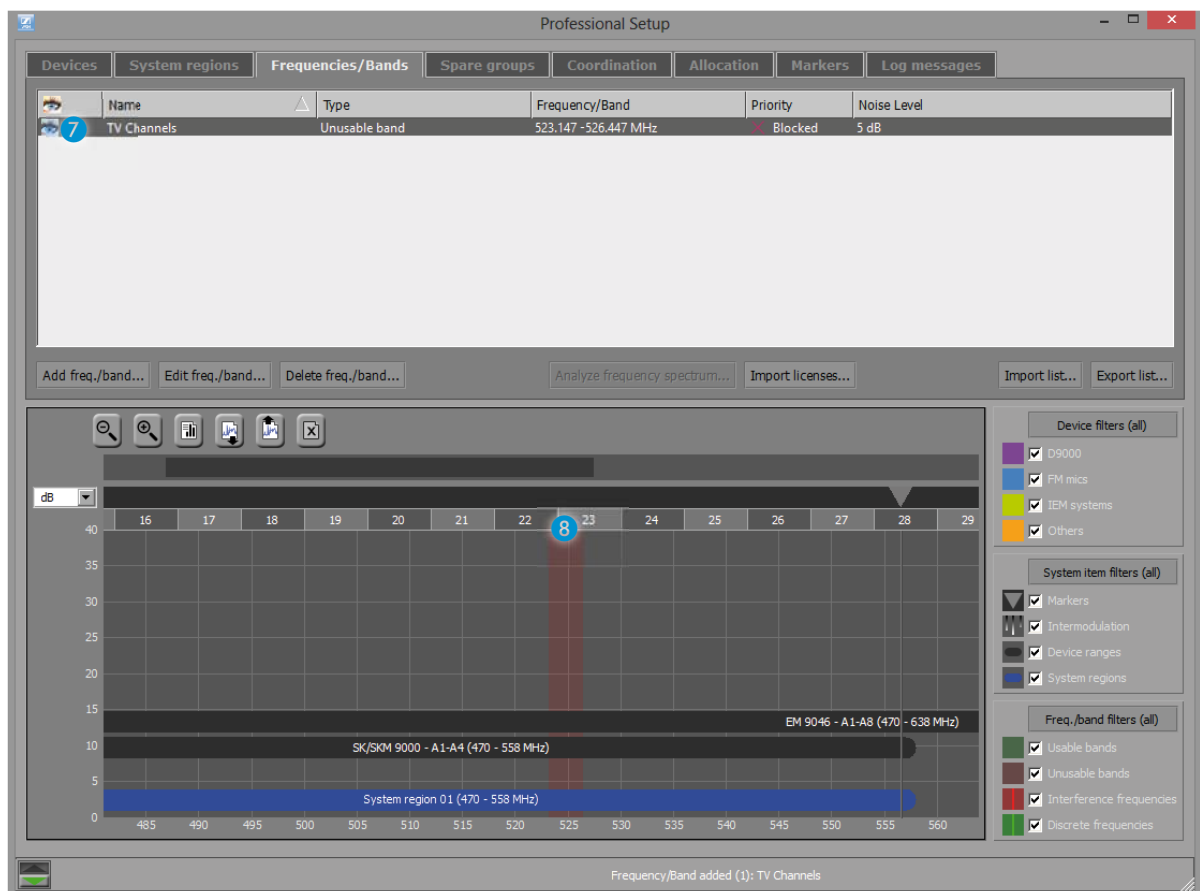 Professional Setup
Devices System regions Frequencies/Bands Spare groups Coordination Allocation Markers Log messages
Name Type Frequency/Band Priority Noise Level
7 TV Channels Unusable band 523.147 -526.447 MHz Blocked 5 dB
Add freq./band... Edit freq./band... Delete freq./band... Analyze frequency spectrum... Import licenses... Import list... Export list...
Device filters (all)
D9000
FM mics
IEM systems
Others
System item filters (all)
Markers
Intermodulation
Device ranges
System regions
Freq./band filters (all)
Usable bands
Unusable bands
Interference frequencies
Discrete frequencies
dB
16 17 18 19 20 21 22 8 23 24 25 26 27 28 29
40
35
30
25
20
15
10
5
0
EM 9046 - A1-A8 (470 - 638 MHz)
SK/SKM 9000 - A1-A4 (470 - 558 MHz)
System region 01 (470 - 558 MHz)
485 490 495 500 505 510 515 520 525 530 535 540 545 550 555 560
Frequency/Band added (1): TV Channels